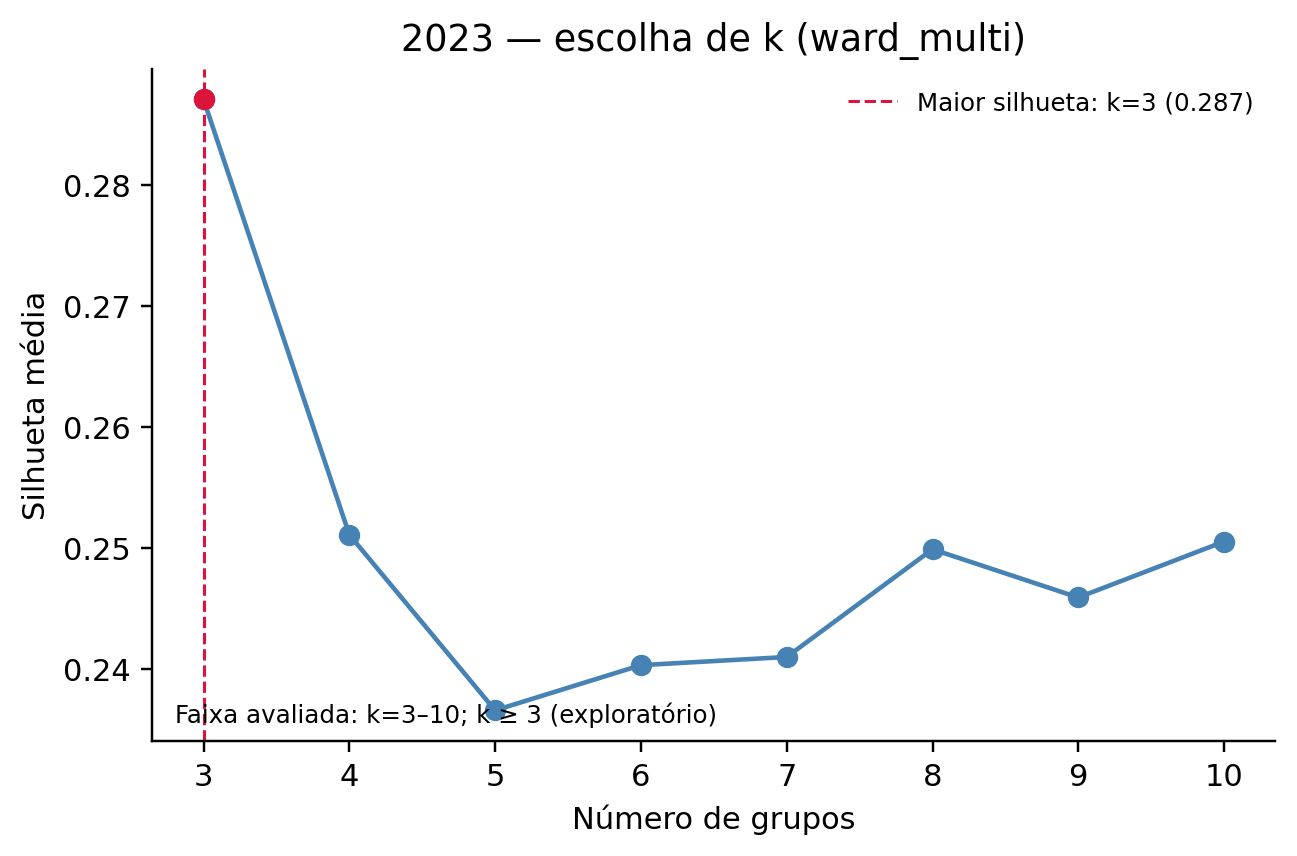 2023 — escolha de k (ward_multi)
Maior silhueta: k=3 (0.287)
Silhueta média
0.28
0.27
0.26
0.25
0.24
Faixa avaliada: k=3–10; k ≥ 3 (exploratório)
3 4 5 6 7 8 9 10
Número de grupos